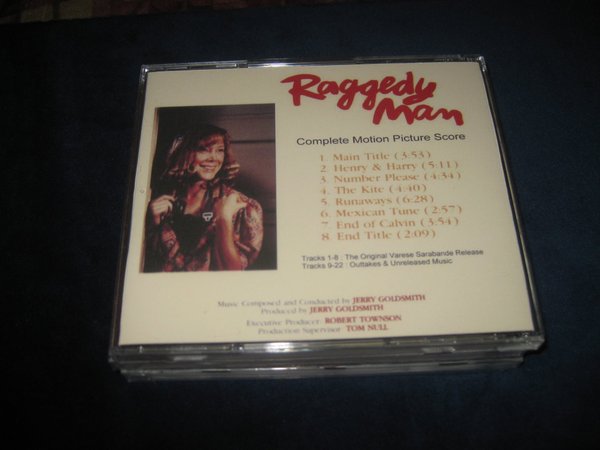 Raggedy
Man
Complete Motion Picture Score
1. Main Title (3:53)
2. Henry & Harry (5:11)
3. Number Please (4:34)
4. The Kite (4:40)
5. Runaways (6:28)
6. Mexican Tune (2:57)
7. End of Calvin (3:54)
8. End Title (2:09)
Tracks 1-8 : The Original Varese Sarabande Release
Tracks 9-22 : Outtakes & Unreleased Music
Music Composed and Conducted by JERRY GOLDSMITH
Produced by JERRY GOLDSMITH
Executive Producer: ROBERT TOWNSON
Production Supervisor: TOM NULL